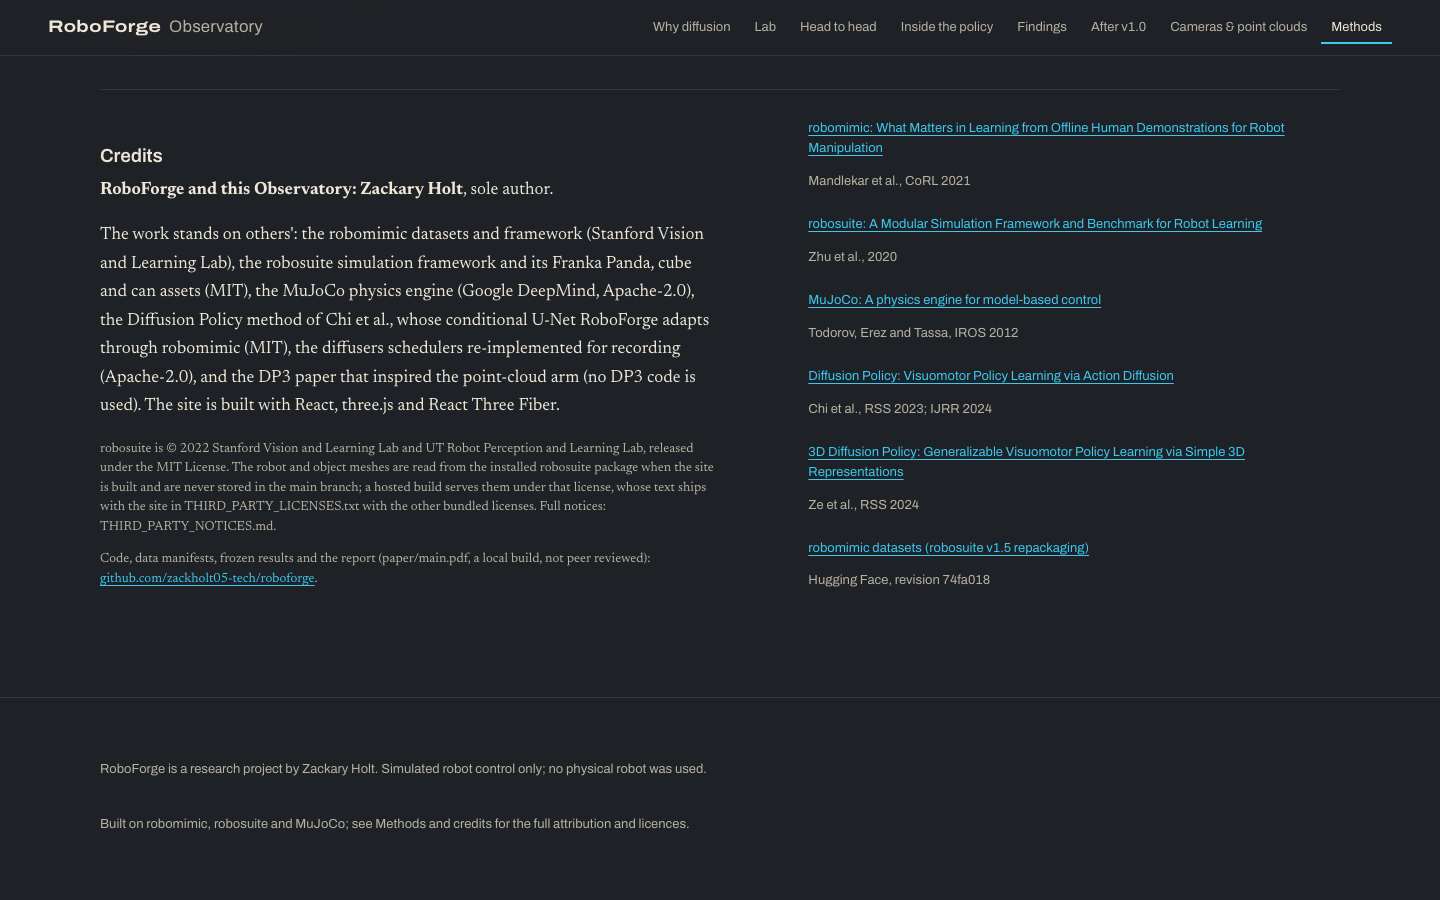 RoboForge Observatory
Why diffusion Lab Head to head Inside the policy Findings After v1.0 Cameras & point clouds Methods
Credits
RoboForge and this Observatory: Zackary Holt, sole author.
The work stands on others': the robomimic datasets and framework (Stanford Vision
and Learning Lab), the robosuite simulation framework and its Franka Panda, cube
and can assets (MIT), the MuJoCo physics engine (Google DeepMind, Apache-2.0),
the Diffusion Policy method of Chi et al., whose conditional U-Net RoboForge adapts
through robomimic (MIT), the diffusers schedulers re-implemented for recording
(Apache-2.0), and the DP3 paper that inspired the point-cloud arm (no DP3 code is
used). The site is built with React, three.js and React Three Fiber.
robosuite is © 2022 Stanford Vision and Learning Lab and UT Robot Perception and Learning Lab, released
under the MIT License. The robot and object meshes are read from the installed robosuite package when the site
is built and are never stored in the main branch; a hosted build serves them under that license, whose text ships
with the site in THIRD_PARTY_LICENSES.txt with the other bundled licenses. Full notices:
THIRD_PARTY_NOTICES.md.
Code, data manifests, frozen results and the report (paper/main.pdf, a local build, not peer reviewed):
github.com/zackholt05-tech/roboforge.
robomimic: What Matters in Learning from Offline Human Demonstrations for Robot
Manipulation
Mandlekar et al., CoRL 2021
robosuite: A Modular Simulation Framework and Benchmark for Robot Learning
Zhu et al., 2020
MuJoCo: A physics engine for model-based control
Todorov, Erez and Tassa, IROS 2012
Diffusion Policy: Visuomotor Policy Learning via Action Diffusion
Chi et al., RSS 2023; IJRR 2024
3D Diffusion Policy: Generalizable Visuomotor Policy Learning via Simple 3D
Representations
Ze et al., RSS 2024
robomimic datasets (robosuite v1.5 repackaging)
Hugging Face, revision 74fa018
RoboForge is a research project by Zackary Holt. Simulated robot control only; no physical robot was used.
Built on robomimic, robosuite and MuJoCo; see Methods and credits for the full attribution and licences.